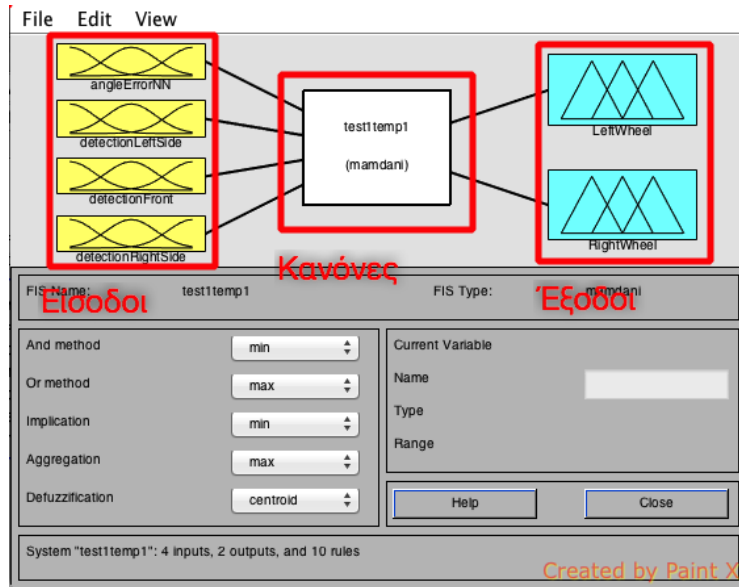 File Edit View
angleErrorNN
detectionLeftSide
detectionFront
detectionRightSide
test1temp1
(mamdani)
LeftWheel
RightWheel
Κανόνες
Είσοδοι
Έξοδοι
FIS Name: test1temp1 FIS Type: mamdani
And method min
Or method max
Implication min
Aggregation max
Defuzzification centroid
Current Variable
Name
Type
Range
Help Close
System "test1temp1": 4 inputs, 2 outputs, and 10 rules
Created by Paint X